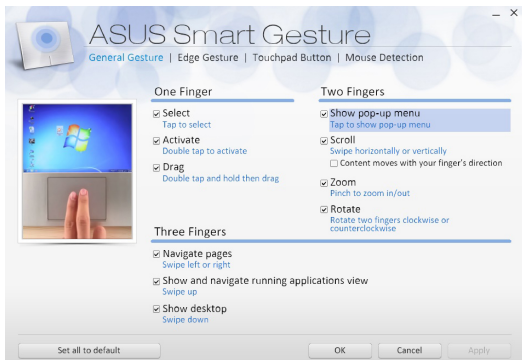 ASUS Smart Gesture
General Gesture | Edge Gesture | Touchpad Button | Mouse Detection
One Finger
Select
Tap to select
Activate
Double tap to activate
Drag
Double tap and hold then drag
Two Fingers
Show pop-up menu
Tap to show pop-up menu
Scroll
Swipe horizontally or vertically
Content moves with your finger's direction
Zoom
Pinch to zoom in/out
Rotate
Rotate two fingers clockwise or
counterclockwise
Three Fingers
Navigate pages
Swipe left or right
Show and navigate running applications view
Swipe up
Show desktop
Swipe down
Set all to default
OK
Cancel
Apply